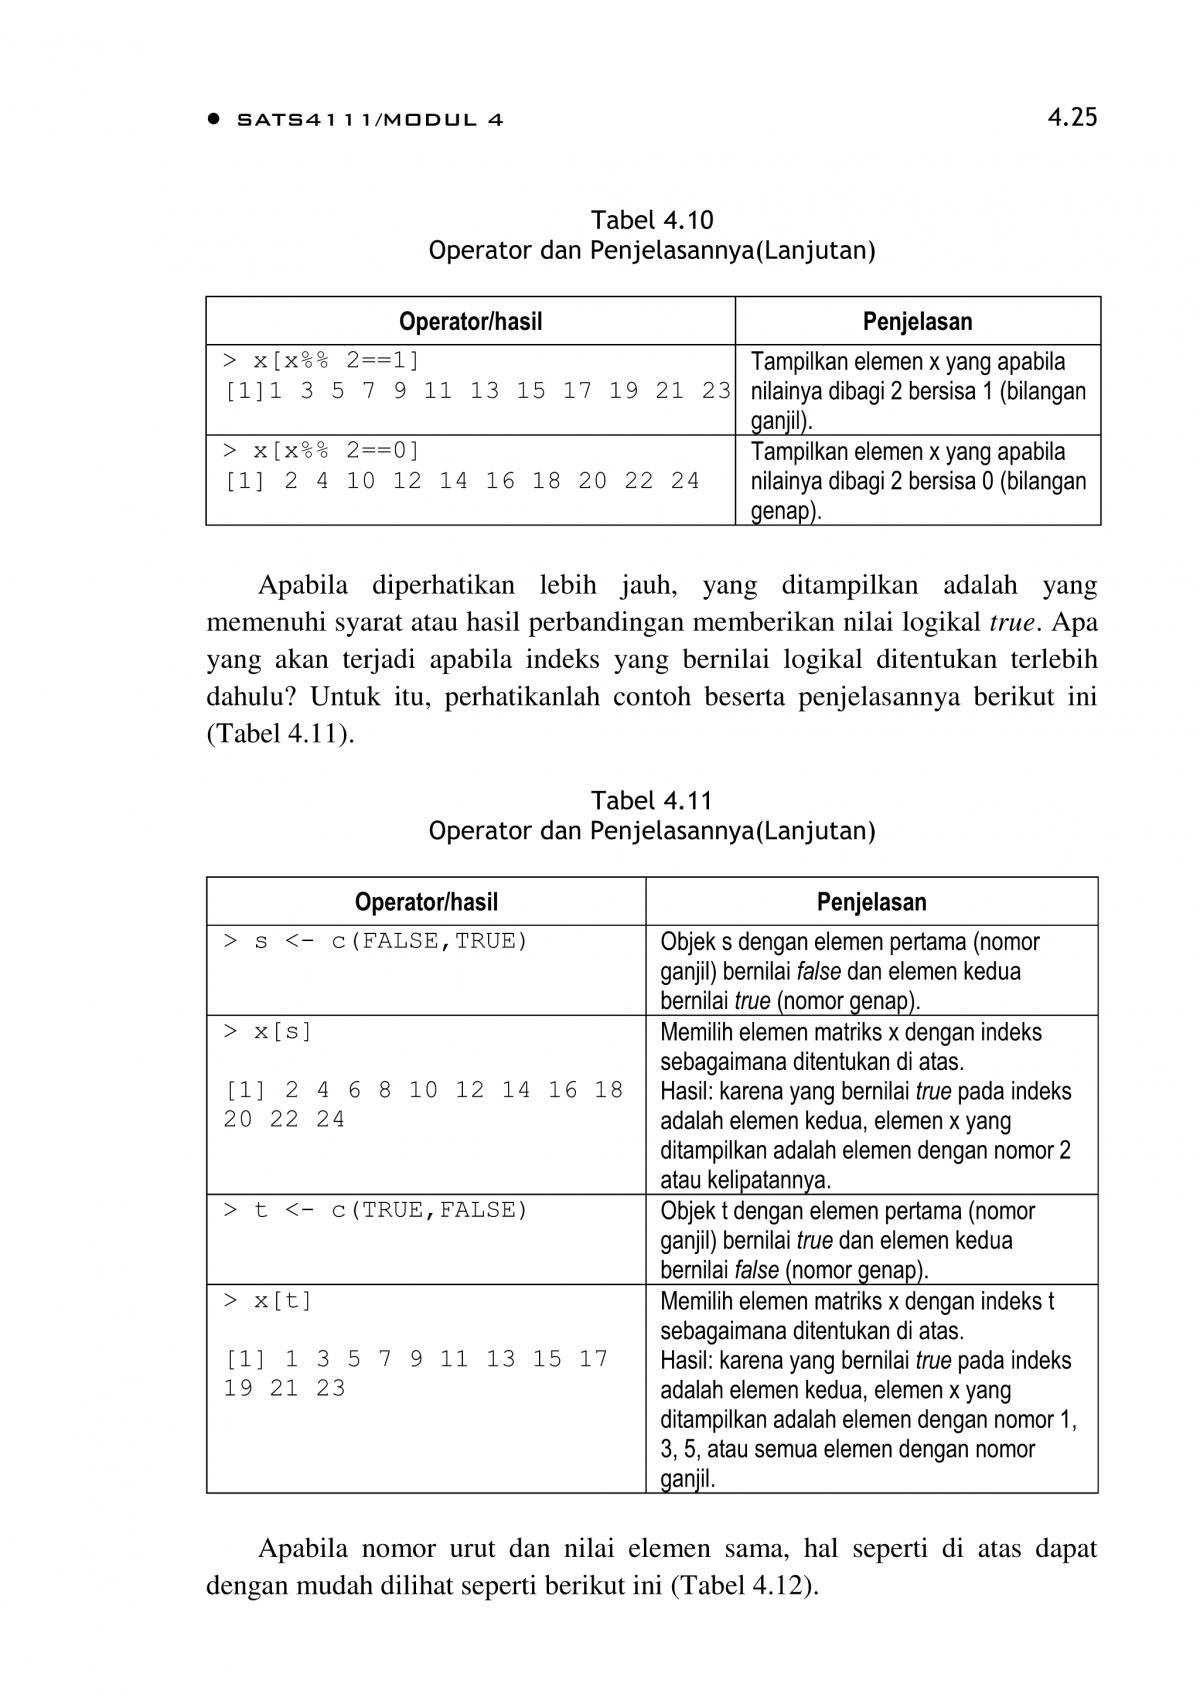 ● SATS4111/MODUL 4 4.25
Tabel 4.10
Operator dan Penjelasannya(Lanjutan)
Operator/hasil Penjelasan
> x[x%% 2==1]
[1]1 3 5 7 9 11 13 15 17 19 21 23
Tampilkan elemen x yang apabila
nilainya dibagi 2 bersisa 1 (bilangan
ganjil).
> x[x%% 2==0]
[1] 2 4 10 12 14 16 18 20 22 24
Tampilkan elemen x yang apabila
nilainya dibagi 2 bersisa 0 (bilangan
genap).
Apabila diperhatikan lebih jauh, yang ditampilkan adalah yang
memenuhi syarat atau hasil perbandingan memberikan nilai logikal true. Apa
yang akan terjadi apabila indeks yang bernilai logikal ditentukan terlebih
dahulu? Untuk itu, perhatikanlah contoh beserta penjelasannya berikut ini
(Tabel 4.11).
Tabel 4.11
Operator dan Penjelasannya(Lanjutan)
Operator/hasil Penjelasan
> s <- c(FALSE,TRUE)
Objek s dengan elemen pertama (nomor
ganjil) bernilai false dan elemen kedua
bernilai true (nomor genap).
> x[s]
[1] 2 4 6 8 10 12 14 16 18
20 22 24
Memilih elemen matriks x dengan indeks
sebagaimana ditentukan di atas.
Hasil: karena yang bernilai true pada indeks
adalah elemen kedua, elemen x yang
ditampilkan adalah elemen dengan nomor 2
atau kelipatannya.
> t <- c(TRUE,FALSE)
Objek t dengan elemen pertama (nomor
ganjil) bernilai true dan elemen kedua
bernilai false (nomor genap).
> x[t]
[1] 1 3 5 7 9 11 13 15 17
19 21 23
Memilih elemen matriks x dengan indeks t
sebagaimana ditentukan di atas.
Hasil: karena yang bernilai true pada indeks
adalah elemen kedua, elemen x yang
ditampilkan adalah elemen dengan nomor 1,
3, 5, atau semua elemen dengan nomor
ganjil.
Apabila nomor urut dan nilai elemen sama, hal seperti di atas dapat
dengan mudah dilihat seperti berikut ini (Tabel 4.12).